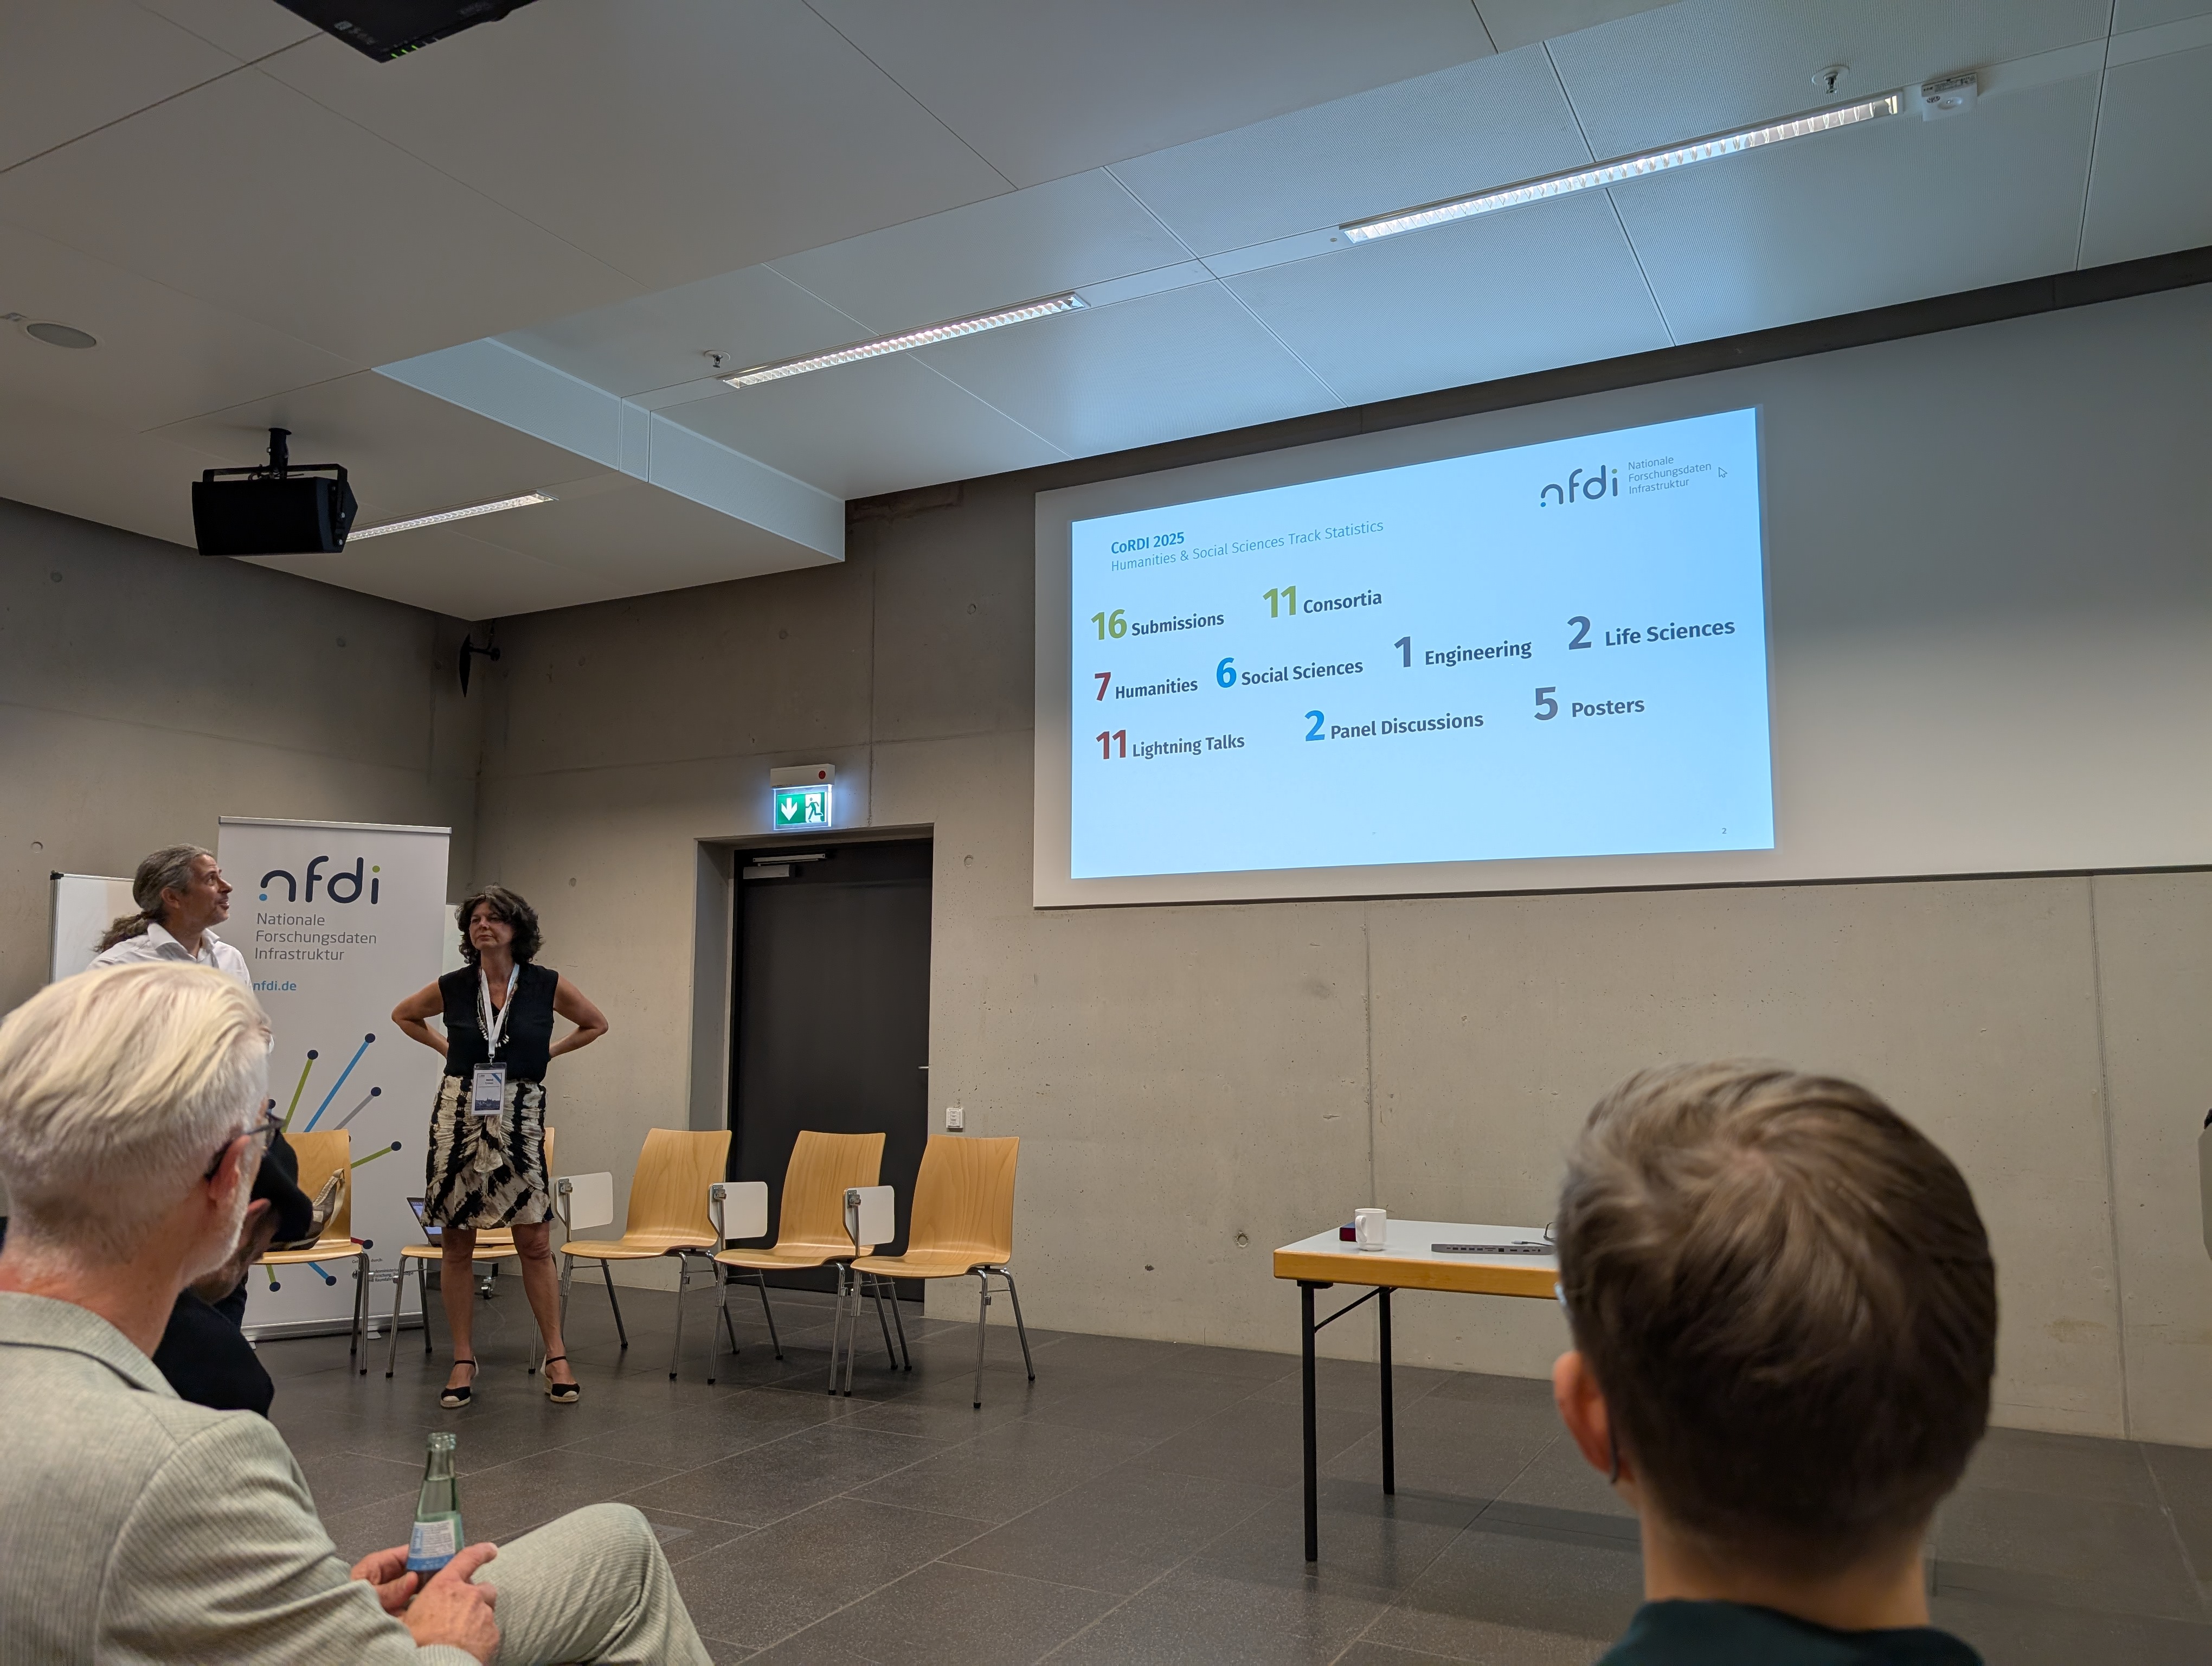 nfdi
Nationale
Forschungsdaten
Infrastruktur
CoRDI 2025
Humanities & Social Sciences Track Statistics
16 Submissions
11 Consortia
7 Humanities
6 Social Sciences
1 Engineering
2 Life Sciences
11 Lightning Talks
2 Panel Discussions
5 Posters
2
nfdi
Nationale
Forschungsdaten
Infrastruktur
nfdi.de